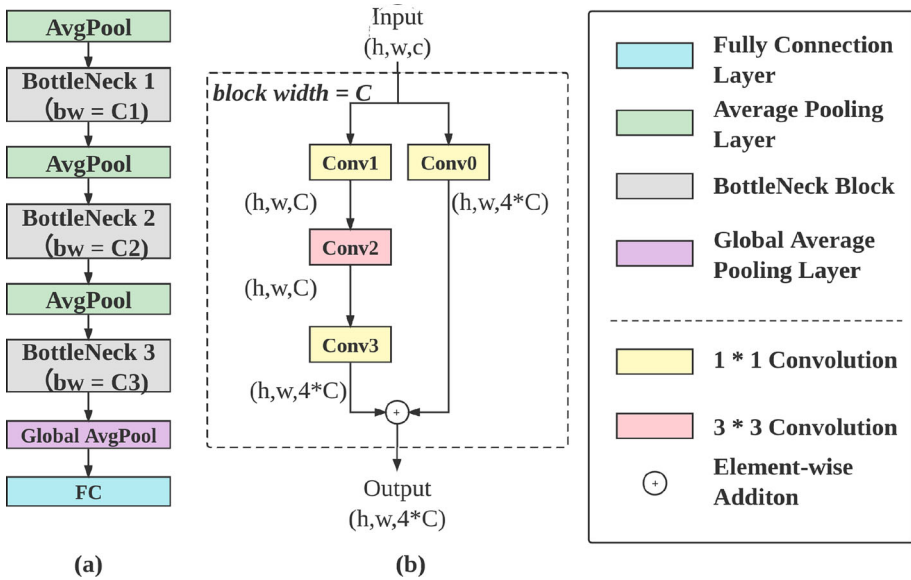 AvgPool
BottleNeck 1
(bw = C1)
AvgPool
BottleNeck 2
(bw = C2)
AvgPool
BottleNeck 3
(bw = C3)
Global AvgPool
FC
(a)
Input
(h,w,c)
block width = C
Conv1
Conv0
(h,w,C)
(h,w,4*C)
Conv2
(h,w,C)
Conv3
(h,w,4*C)
+
Output
(h,w,4*C)
(b)
Fully Connection
Layer
Average Pooling
Layer
BottleNeck Block
Global Average
Pooling Layer
1 * 1 Convolution
3 * 3 Convolution
+
Element-wise
Additon